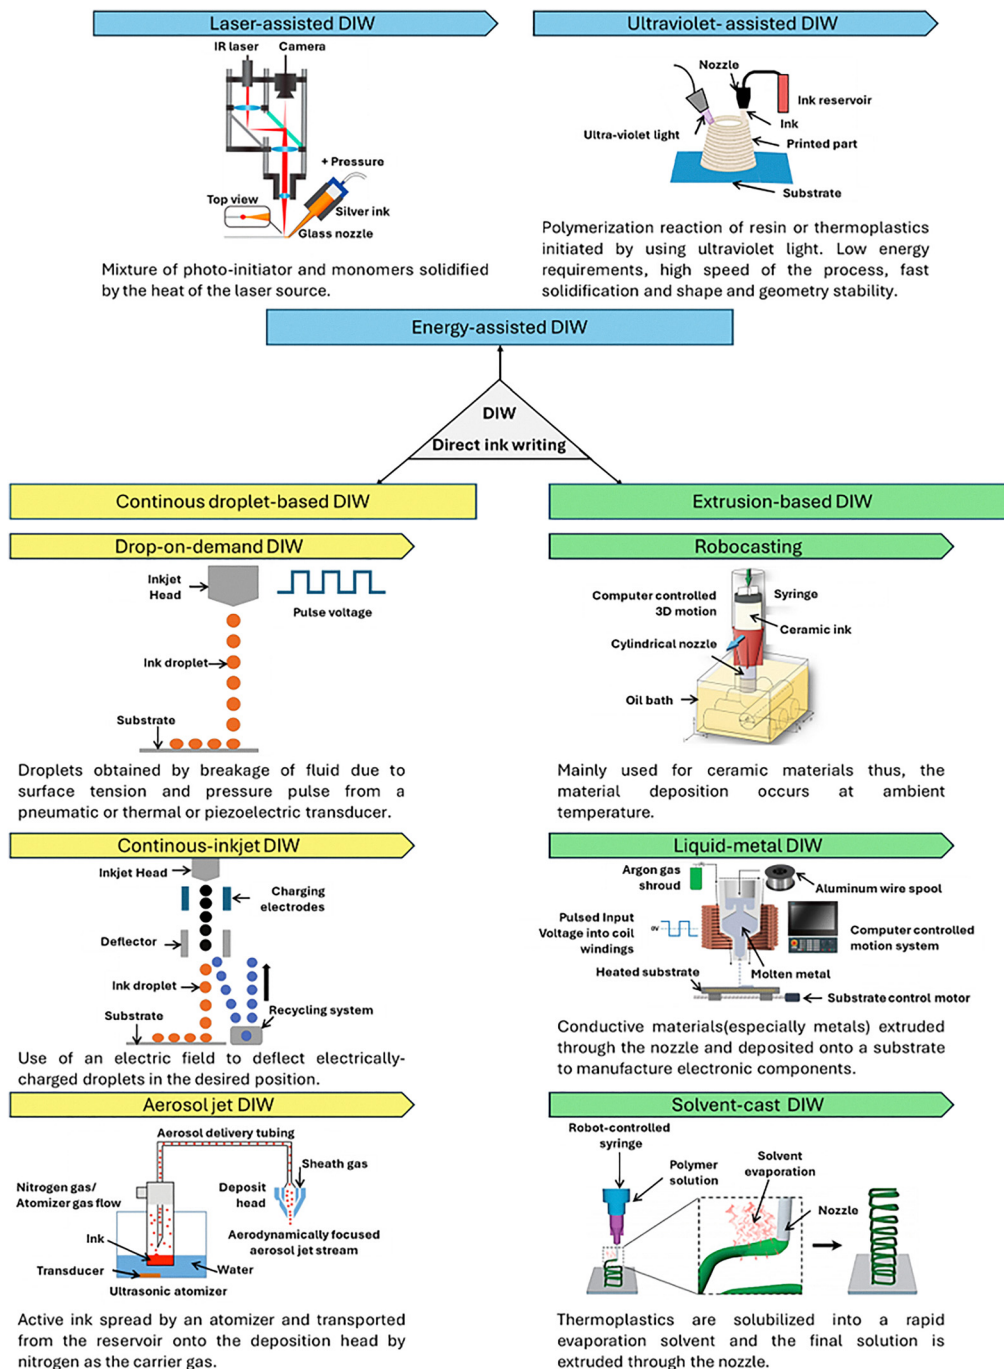 Laser-assisted DIW
IR laser
Camera
+ Pressure
Top view
Silver ink
Glass nozzle
Mixture of photo-initiator and monomers solidified
by the heat of the laser source.
Ultraviolet- assisted DIW
Nozzle
Ink reservoir
Ink
Ultra-violet light
Printed part
Substrate
Polymerization reaction of resin or thermoplastics
initiated by using ultraviolet light. Low energy
requirements, high speed of the process, fast
solidification and shape and geometry stability.
Energy-assisted DIW
DIW
Direct ink writing
Continous droplet-based DIW
Drop-on-demand DIW
Inkjet
Head
Pulse voltage
Ink droplet
Substrate
Droplets obtained by breakage of fluid due to
surface tension and pressure pulse from a
pneumatic or thermal or piezoelectric transducer.
Continous-inkjet DIW
Inkjet Head
Charging
electrodes
Deflector
Ink droplet
Recycling system
Substrate
Use of an electric field to deflect electrically-
charged droplets in the desired position.
Aerosol jet DIW
Aerosol delivery tubing
Sheath gas
Nitrogen gas/
Atomizer gas flow
Deposit
head
Aerodynamically focused
aerosol jet stream
Ink
Transducer
Water
Ultrasonic atomizer
Active ink spread by an atomizer and transported
from the reservoir onto the deposition head by
nitrogen as the carrier gas.
Extrusion-based DIW
Robocasting
Computer controlled
3D motion
Syringe
Ceramic ink
Cylindrical nozzle
Oil bath
Mainly used for ceramic materials thus, the
material deposition occurs at ambient
temperature.
Liquid-metal DIW
Argon gas
shroud
Aluminum wire spool
Pulsed Input
Voltage into coil
windings
0V
Computer controlled
motion system
Molten metal
Heated substrate
Substrate control motor
Conductive materials(especially metals) extruded
through the nozzle and deposited onto a substrate
to manufacture electronic components.
Solvent-cast DIW
Robot-controlled
syringe
Polymer
solution
Solvent
evaporation
Nozzle
Thermoplastics are solubilized into a rapid
evaporation solvent and the final solution is
extruded through the nozzle.